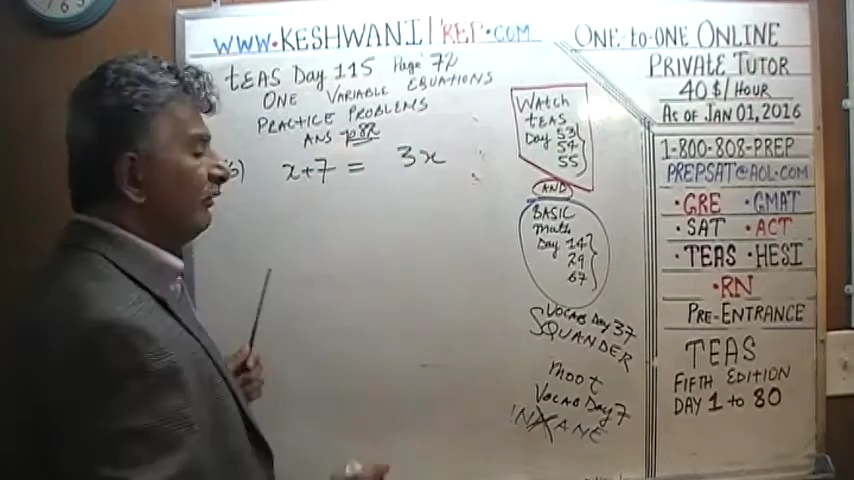 WWW.KESHWANIPREP.COM
TEAS Day 115 Page 72
ONE VARIABLE EQUATIONS
PRACTICE PROBLEMS
ANS p82
6) x+7 = 3x
WATCH
TEAS
Day 53
54
55
AND
BASIC
Math
Day 14
29
67
VOCAB DAY 37
SQUANDER
MOOT
VOCAB DAY 7
INANE
ONE-to-ONE ONLINE
PRIVATE TUTOR
40$/HOUR
AS OF JAN 01, 2016
1-800-808-PREP
PREPSAT@AOL.COM
•GRE •GMAT
•SAT •ACT
•TEAS •HESI
•RN
PRE-ENTRANCE
TEAS
FIFTH EDITION
DAY 1 to 80